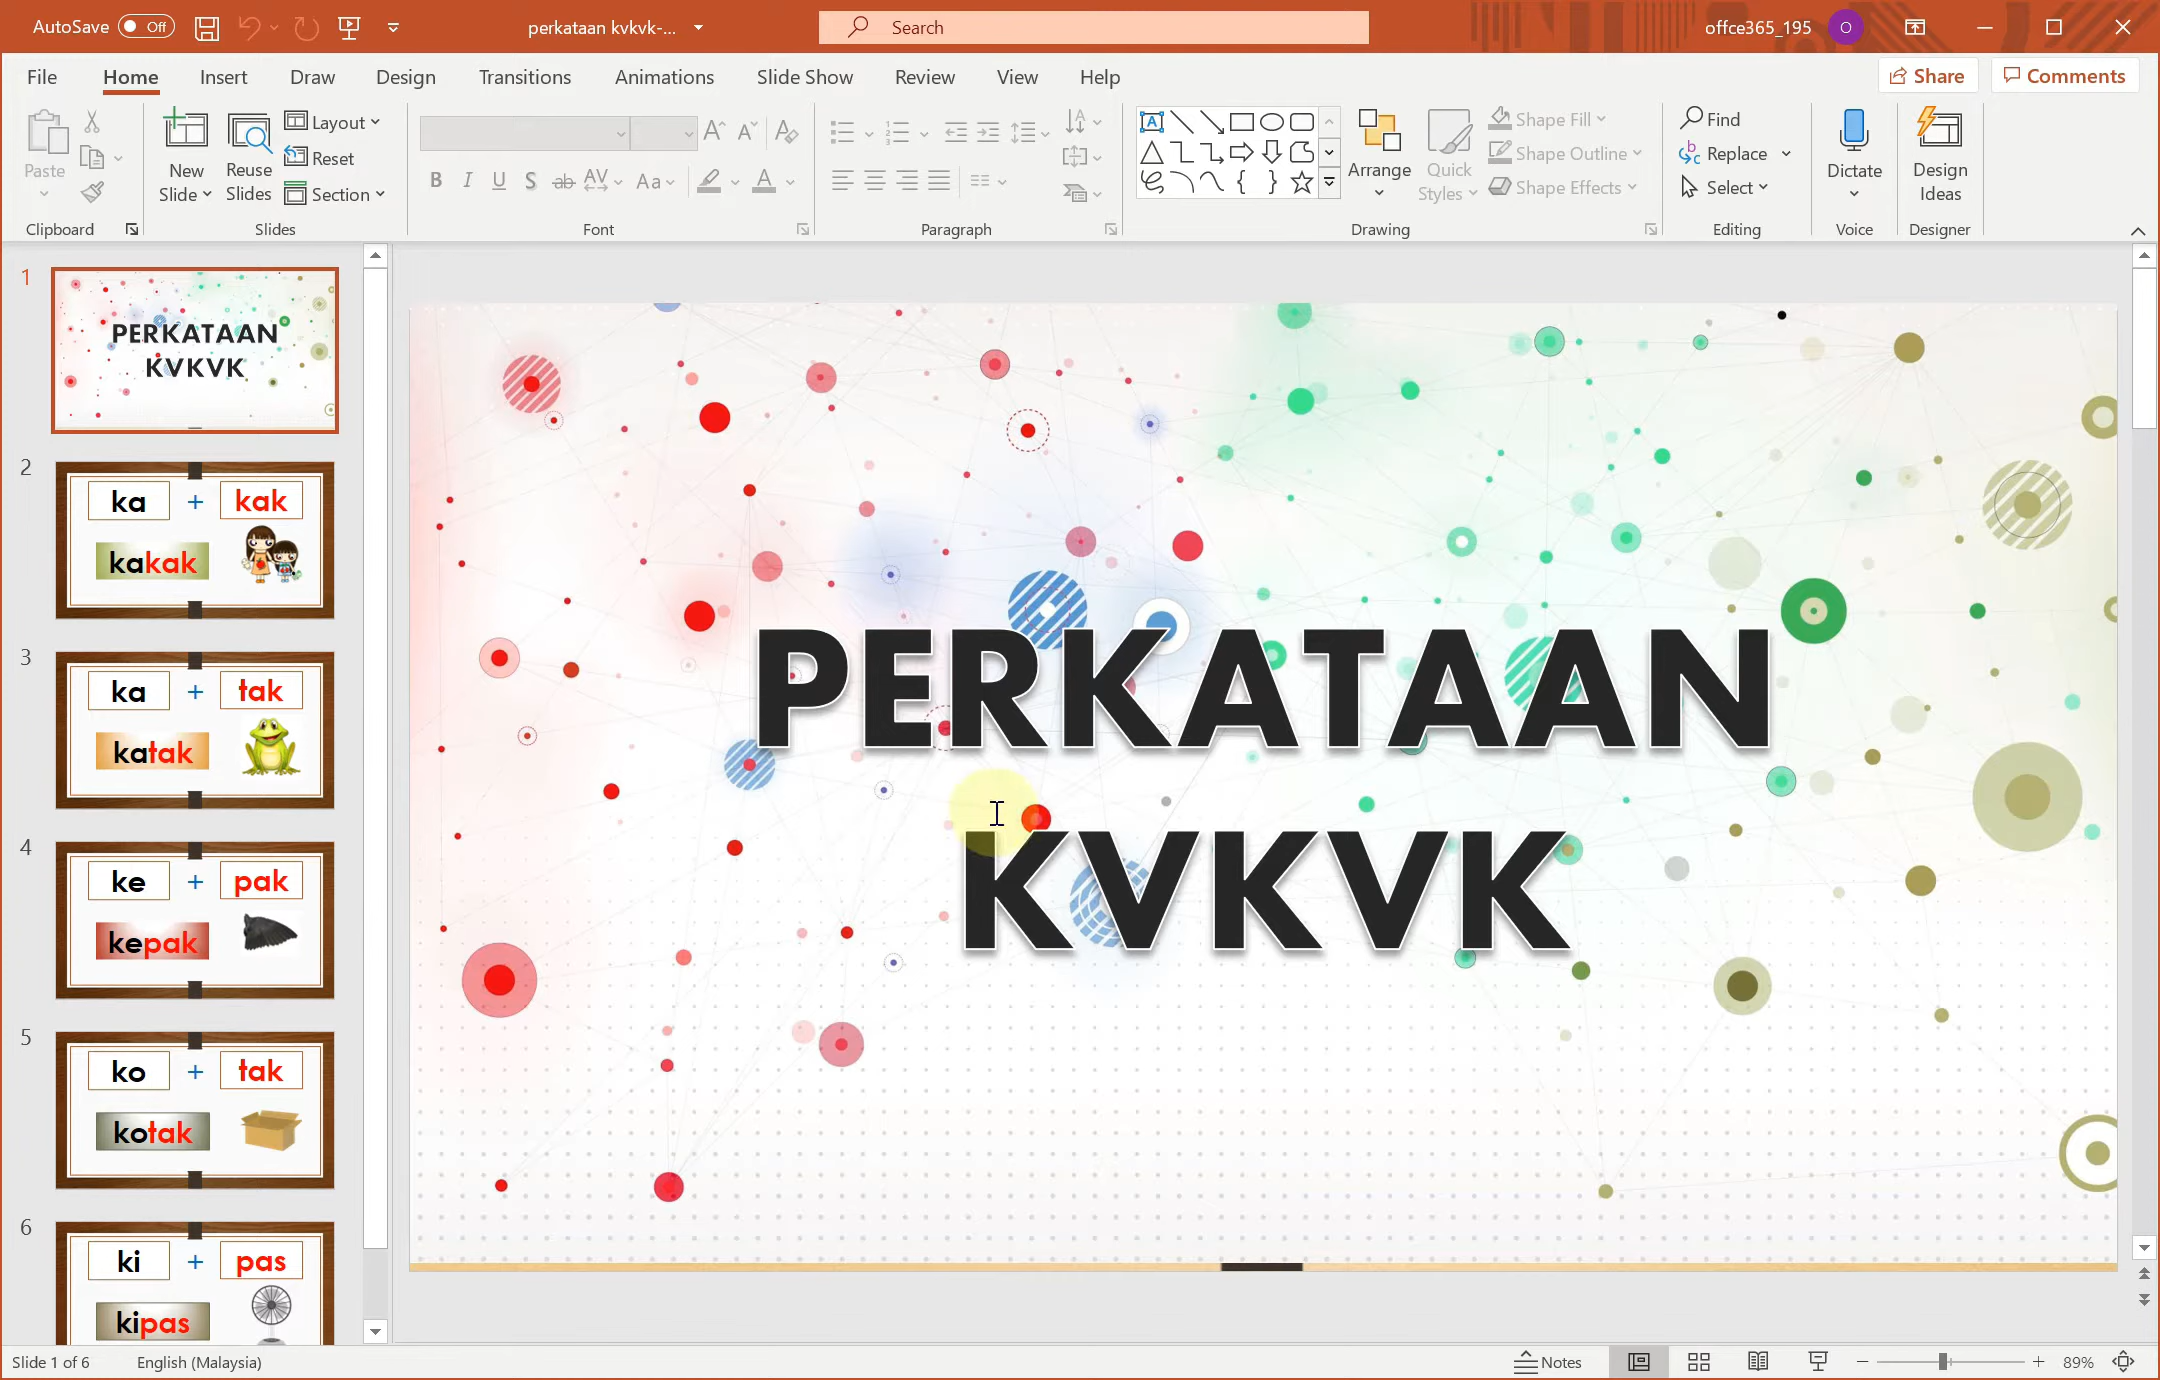 AutoSave Off perkataan kvkvk-... Search offce365_195 O
File Home Insert Draw Design Transitions Animations Slide Show Review View Help Share Comments
Paste New Slide Reuse Slides Layout Reset Section
B I U S ab AV Aa A
Arrange Quick Styles Shape Fill Shape Outline Shape Effects
Find Replace Select
Dictate Design Ideas
Clipboard Slides Font Paragraph Drawing Editing Voice Designer
1
PERKATAAN
KVKVK
2
ka + kak
kakak
3
ka + tak
katak
4
ke + pak
kepak
5
ko + tak
kotak
6
ki + pas
kipas
PERKATAAN
KVKVK
Slide 1 of 6 English (Malaysia) Notes 89%